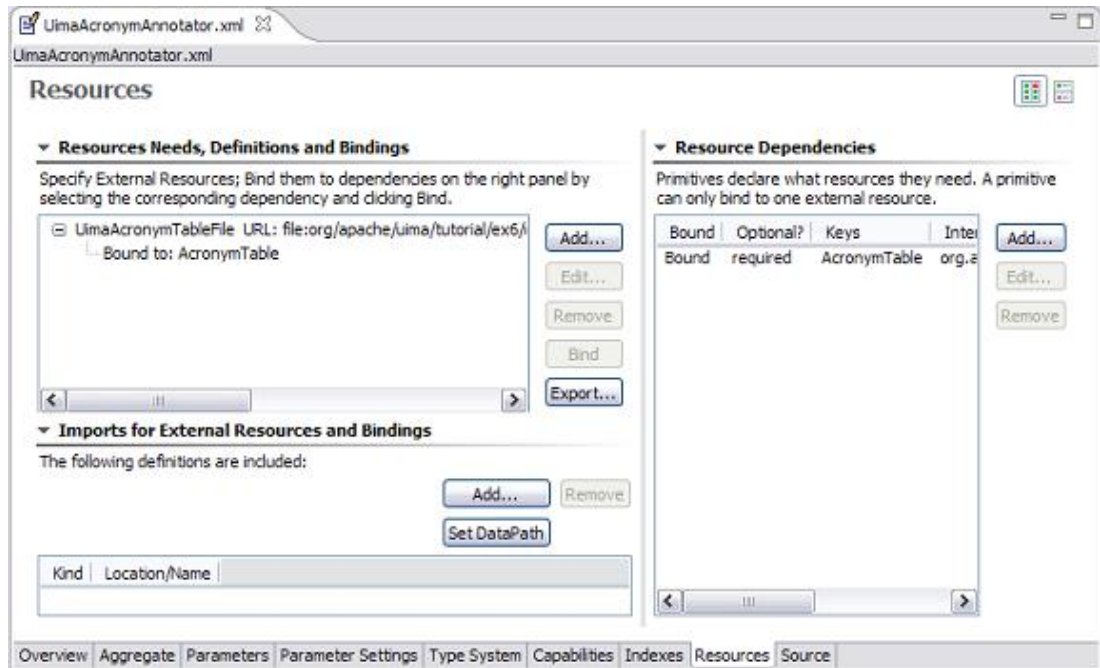 UimaAcronymAnnotator.xml
UimaAcronymAnnotator.xml
Resources
Resources Needs, Definitions and Bindings
Specify External Resources; Bind them to dependencies on the right panel by
selecting the corresponding dependency and clicking Bind.
UimaAcronymTableFile URL: file:org/apache/uima/tutorial/ex6/
Bound to: AcronymTable
Add...
Edit...
Remove
Bind
Export...
Imports for External Resources and Bindings
The following definitions are included:
Add... Remove
Set DataPath
Kind Location/Name
Resource Dependencies
Primitives declare what resources they need. A primitive
can only bind to one external resource.
Bound Optional? Keys Inter
Bound required AcronymTable org.a
Add...
Edit...
Remove
Overview Aggregate Parameters Parameter Settings Type System Capabilities Indexes Resources Source